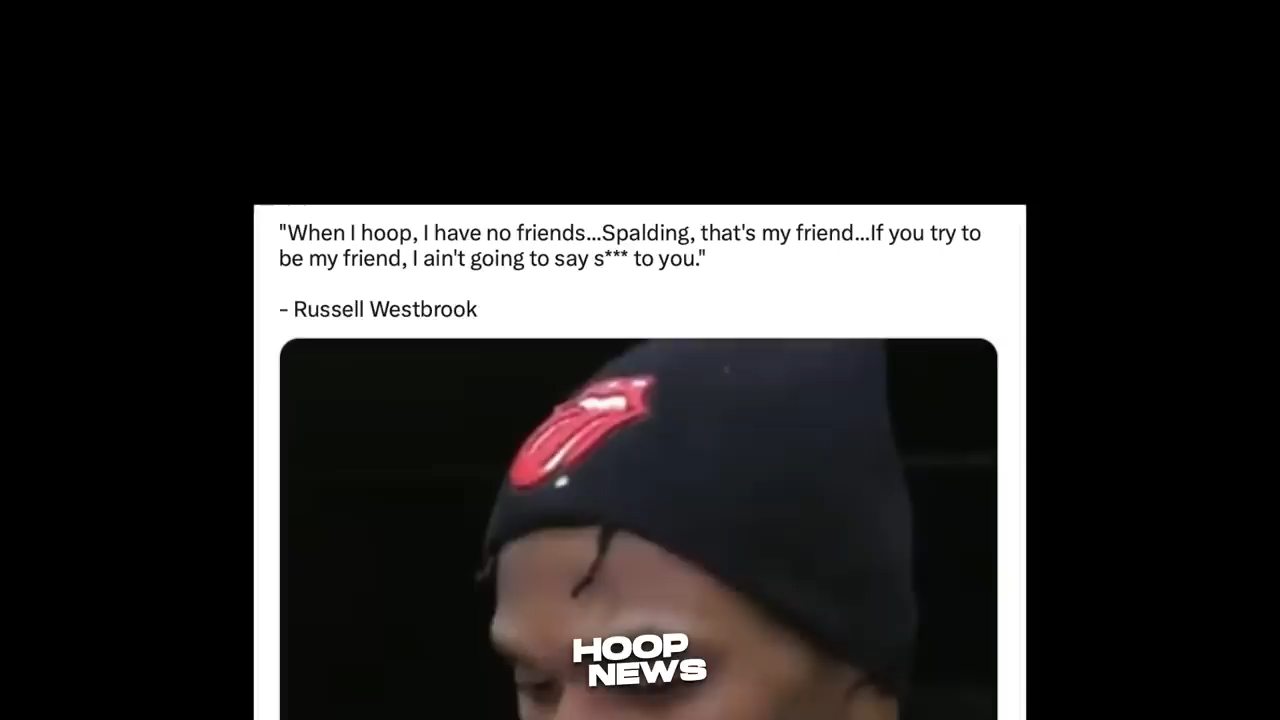 "When I hoop, I have no friends...Spalding, that's my friend...If you try to
be my friend, I ain't going to say s*** to you."
- Russell Westbrook
HOOP
NEWS